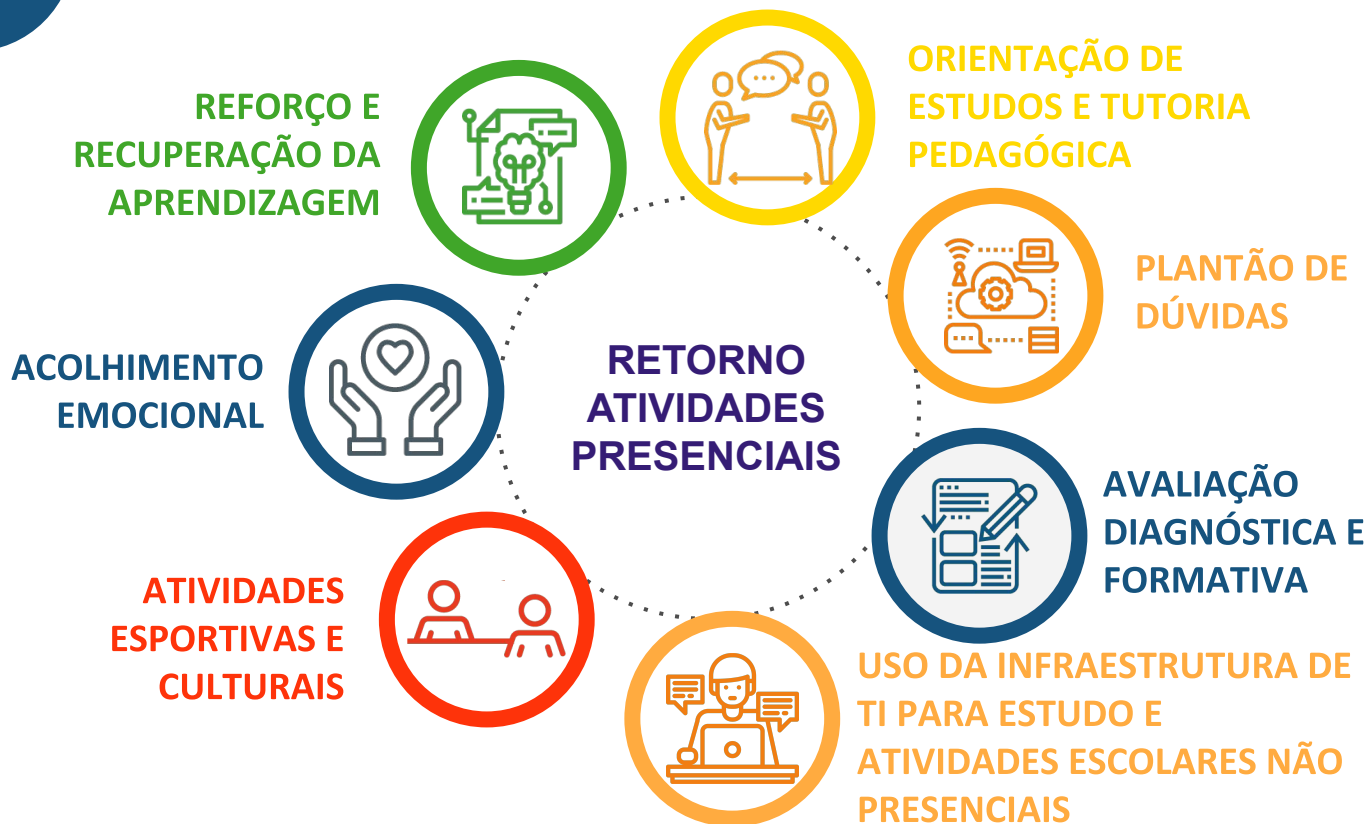 REFORÇO E
RECUPERAÇÃO DA
APRENDIZAGEM
ORIENTAÇÃO DE
ESTUDOS E TUTORIA
PEDAGÓGICA
PLANTÃO DE
DÚVIDAS
ACOLHIMENTO
EMOCIONAL
RETORNO
ATIVIDADES
PRESENCIAIS
AVALIAÇÃO
DIAGNÓSTICA E
FORMATIVA
ATIVIDADES
ESPORTIVAS E
CULTURAIS
USO DA INFRAESTRUTURA DE
TI PARA ESTUDO E
ATIVIDADES ESCOLARES NÃO
PRESENCIAIS